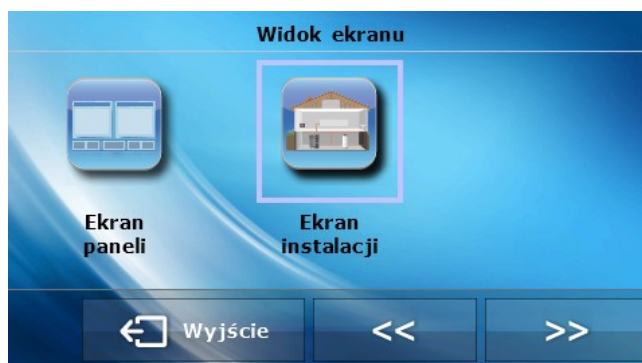 Widok ekranu
Ekran
paneli
Ekran
instalacji
Wyjście
<<
>>